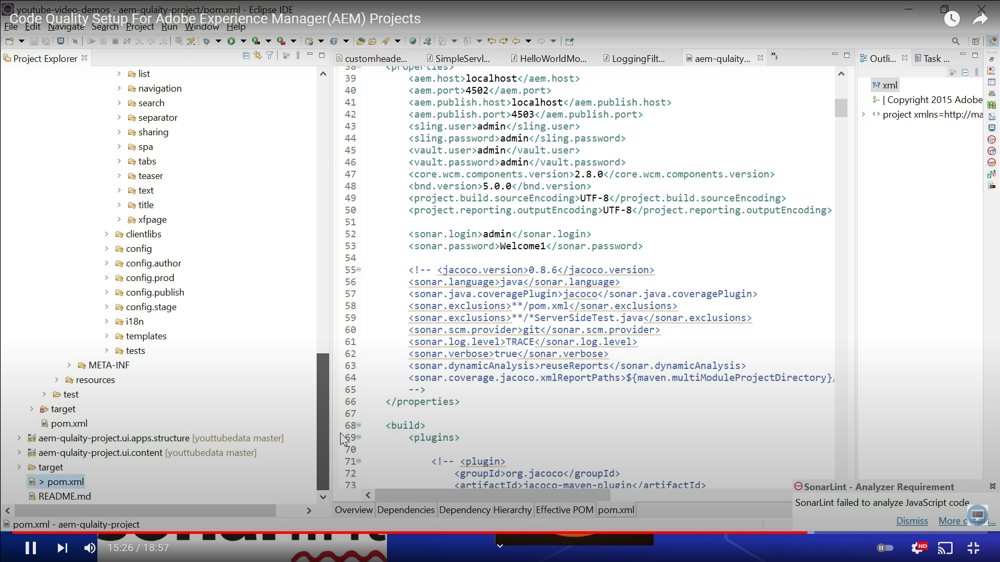 youtube-video-demos - aem-qulaity-project/pom.xml - Eclipse IDE
Code Quality Setup For Adobe Experience Manager(AEM) Projects
File Edit Navigate Search Project Run Window Help
Project Explorer
list
navigation
search
separator
sharing
spa
tabs
teaser
text
title
xfpage
clientlibs
config
config.author
config.prod
config.publish
config.stage
i18n
templates
tests
META-INF
resources
test
target
pom.xml
aem-qulaity-project.ui.apps.structure [youttubedata master]
aem-qulaity-project.ui.content [youttubedata master]
target
> pom.xml
README.md
customheade... SimpleServl... HelloWorldMo... LoggingFilt... aem-qulaity... »3
38 <properties>
39 <aem.host>localhost</aem.host>
40 <aem.port>4502</aem.port>
41 <aem.publish.host>localhost</aem.publish.host>
42 <aem.publish.port>4503</aem.publish.port>
43 <sling.user>admin</sling.user>
44 <sling.password>admin</sling.password>
45 <vault.user>admin</vault.user>
46 <vault.password>admin</vault.password>
47 <core.wcm.components.version>2.8.0</core.wcm.components.version>
48 <bnd.version>5.0.0</bnd.version>
49 <project.build.sourceEncoding>UTF-8</project.build.sourceEncoding>
50 <project.reporting.outputEncoding>UTF-8</project.reporting.outputEncoding>
51
52 <sonar.login>admin</sonar.login>
53 <sonar.password>Welcome1</sonar.password>
54
55 <!-- <jacoco.version>0.8.6</jacoco.version>
56 <sonar.language>java</sonar.language>
57 <sonar.java.coveragePlugin>jacoco</sonar.java.coveragePlugin>
58 <sonar.exclusions>**/pom.xml</sonar.exclusions>
59 <sonar.exclusions>**/*ServerSideTest.java</sonar.exclusions>
60 <sonar.scm.provider>git</sonar.scm.provider>
61 <sonar.log.level>TRACE</sonar.log.level>
62 <sonar.verbose>true</sonar.verbose>
63 <sonar.dynamicAnalysis>reuseReports</sonar.dynamicAnalysis>
64 <sonar.coverage.jacoco.xmlReportPaths>${maven.multiModuleProjectDirectory}/
65 -->
66 </properties>
67
68 <build>
69 <plugins>
70
71 <!-- <plugin>
72 <groupId>org.jacoco</groupId>
73 <artifactId>jacoco-maven-plugin</artifactId>
Overview Dependencies Dependency Hierarchy Effective POM pom.xml
Outli... Task ...
xml
Copyright 2015 Adobe
project xmlns=http://ma
SonarLint - Analyzer Requirement
SonarLint failed to analyze JavaScript code
Dismiss More
pom.xml - aem-qulaity-project
15:26 / 18:57
HD